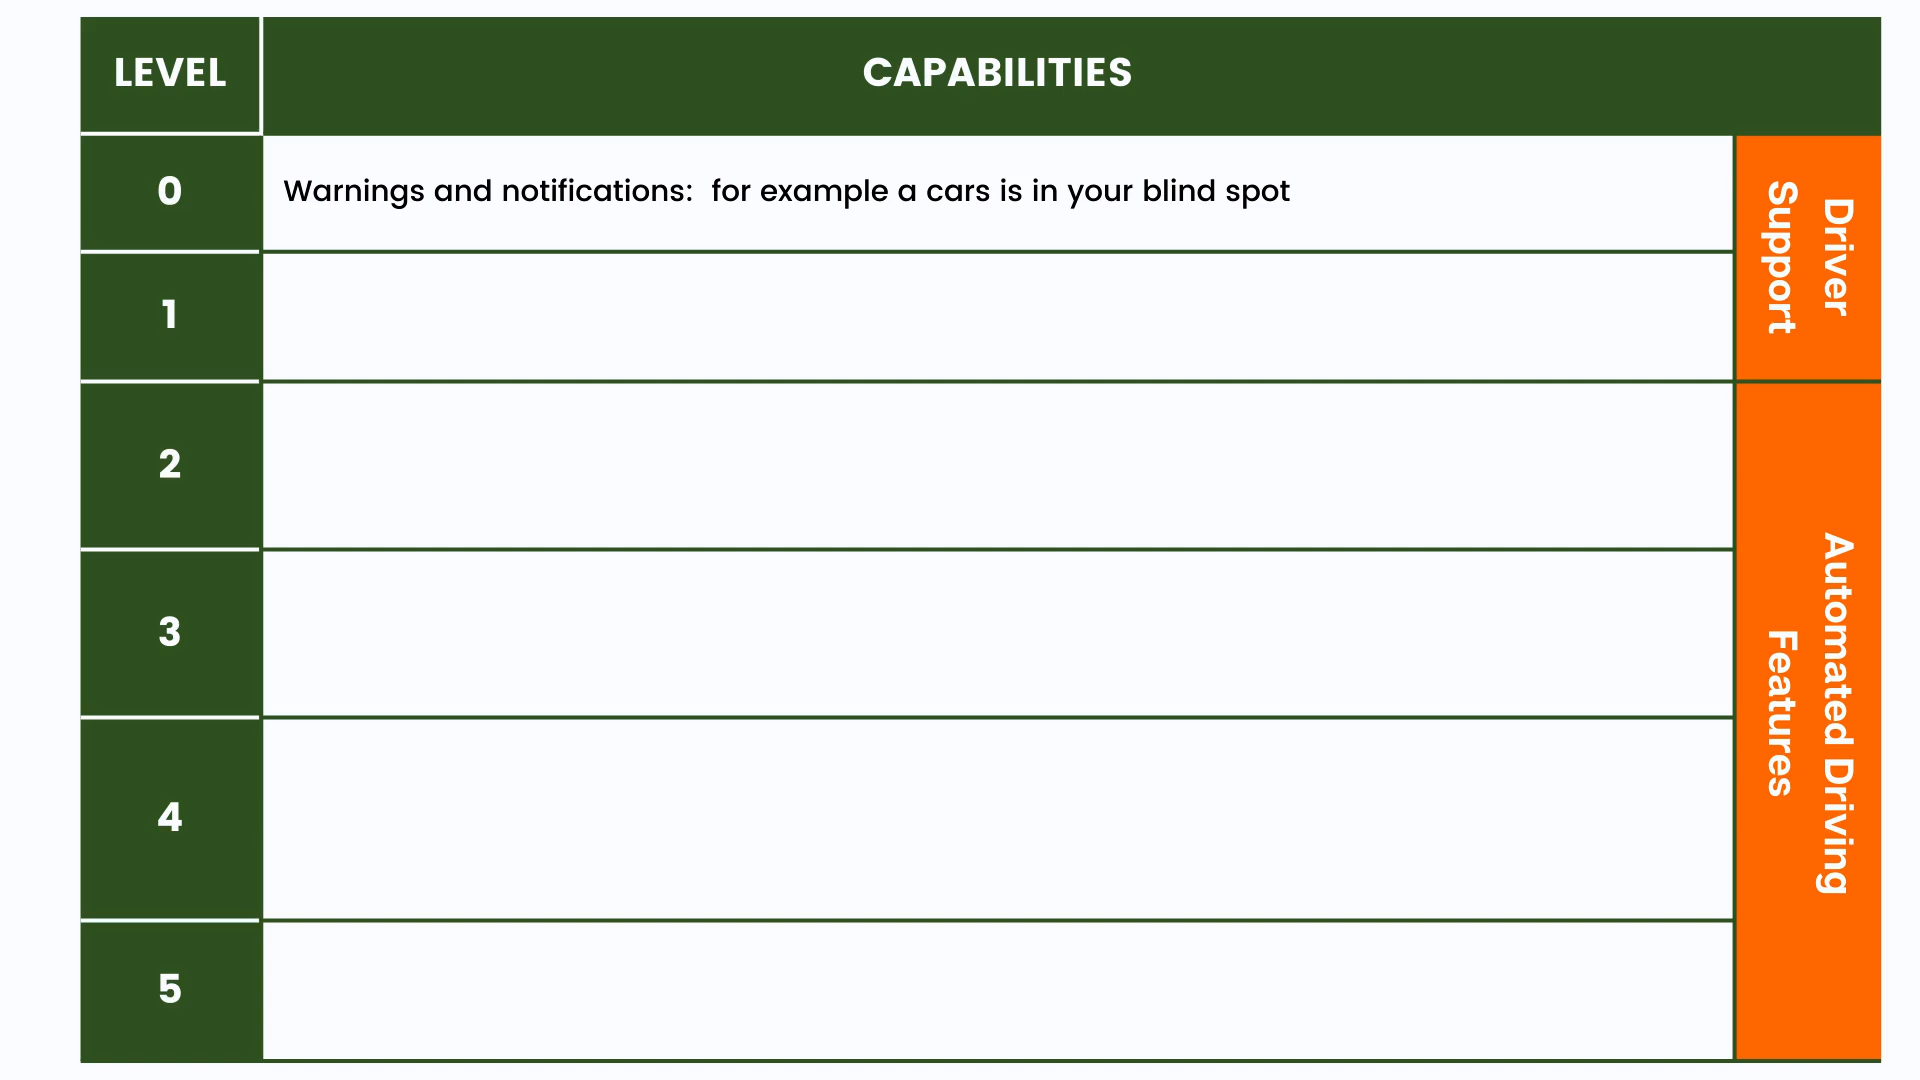 LEVEL
CAPABILITIES
0
Warnings and notifications:  for example a cars is in your blind spot
Driver
Support
1
2
3
4
5
Automated Driving
Features